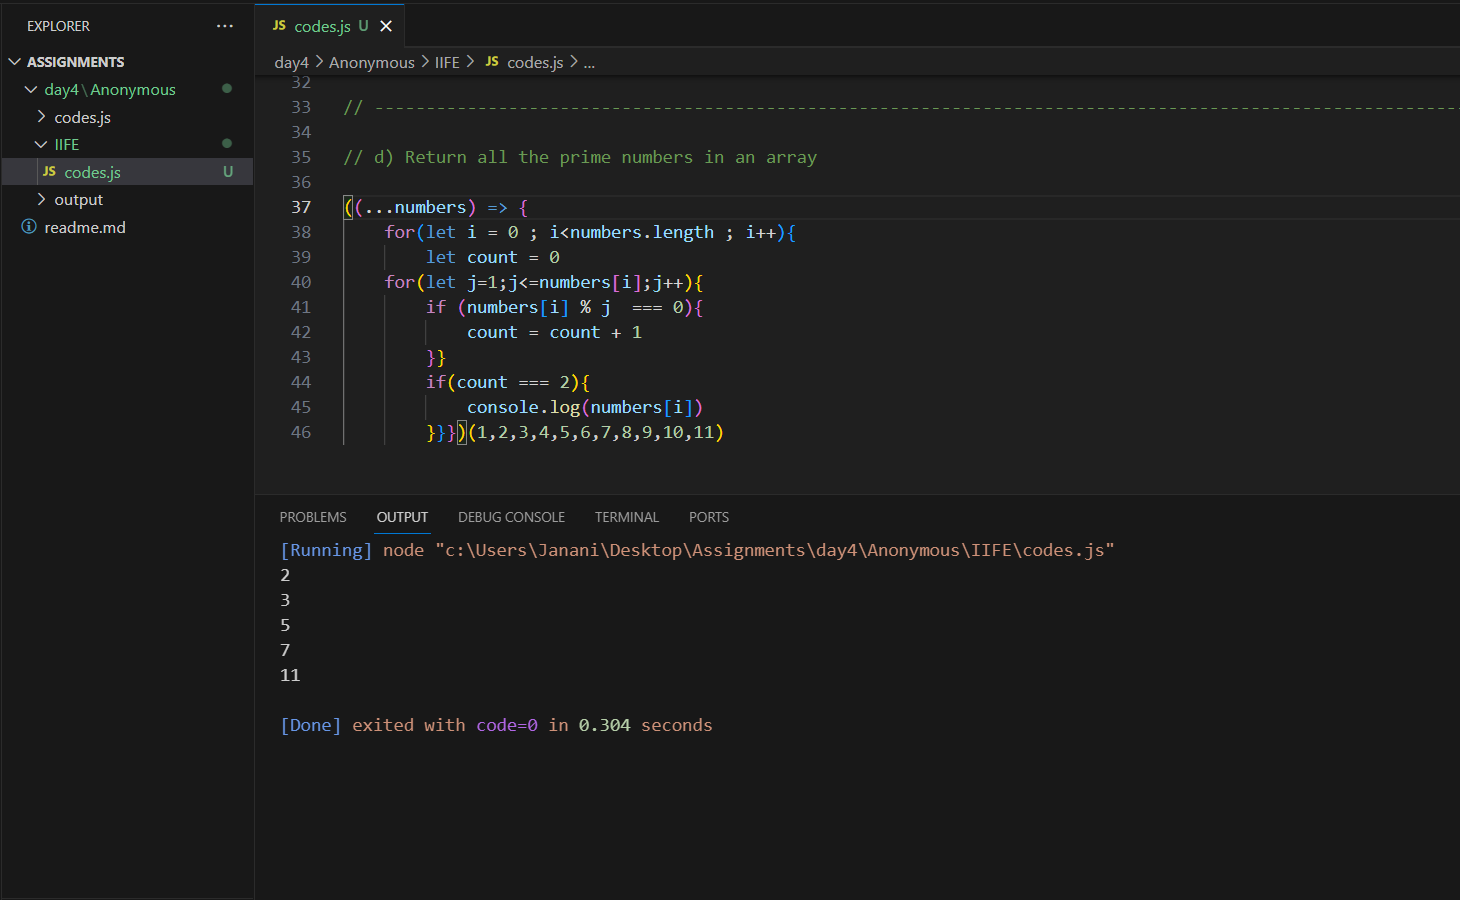 EXPLORER ...
ASSIGNMENTS
day4\Anonymous
codes.js
IIFE
JS codes.js U
output
readme.md
JS codes.js U
day4 > Anonymous > IIFE > JS codes.js > ...
32
33 // ---------------------------------------------------------------------------------------------------------
34
35 // d) Return all the prime numbers in an array
36
37 ((...numbers) => {
38     for(let i = 0 ; i<numbers.length ; i++){
39         let count = 0
40     for(let j=1;j<=numbers[i];j++){
41         if (numbers[i] % j  === 0){
42             count = count + 1
43         }}
44         if(count === 2){
45             console.log(numbers[i])
46         }}})(1,2,3,4,5,6,7,8,9,10,11)
PROBLEMS OUTPUT DEBUG CONSOLE TERMINAL PORTS
[Running] node "c:\Users\Janani\Desktop\Assignments\day4\Anonymous\IIFE\codes.js"
2
3
5
7
11
[Done] exited with code=0 in 0.304 seconds